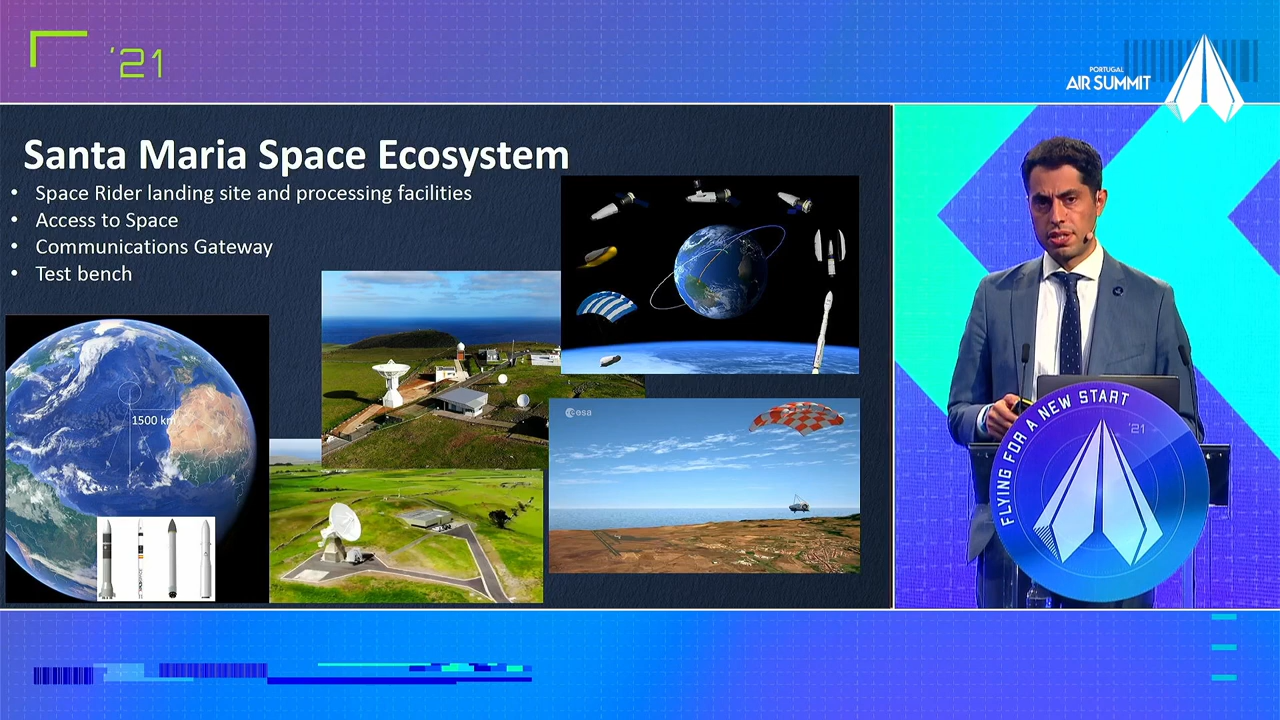 '21
PORTUGAL
AIR SUMMIT
Santa Maria Space Ecosystem
• Space Rider landing site and processing facilities
• Access to Space
• Communications Gateway
• Test bench
1500 km
esa
FLYING FOR A NEW START
'21